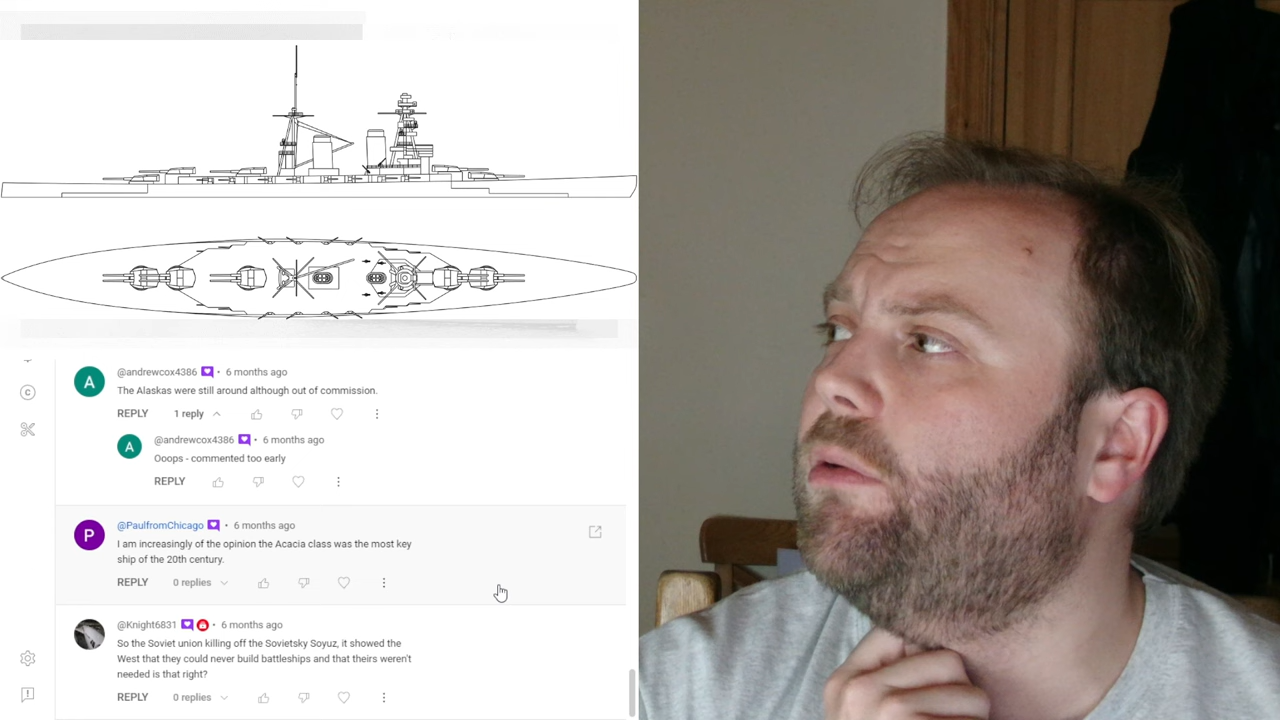 A
@andrewcox4386 • 6 months ago
The Alaskas were still around although out of commission.
REPLY 1 reply
A
@andrewcox4386 • 6 months ago
Ooops - commented too early
REPLY
P
@PaulfromChicago • 6 months ago
I am increasingly of the opinion the Acacia class was the most key
ship of the 20th century.
REPLY 0 replies
@Knight6831 • 6 months ago
So the Soviet union killing off the Sovietsky Soyuz, it showed the
West that they could never build battleships and that theirs weren't
needed is that right?
REPLY 0 replies